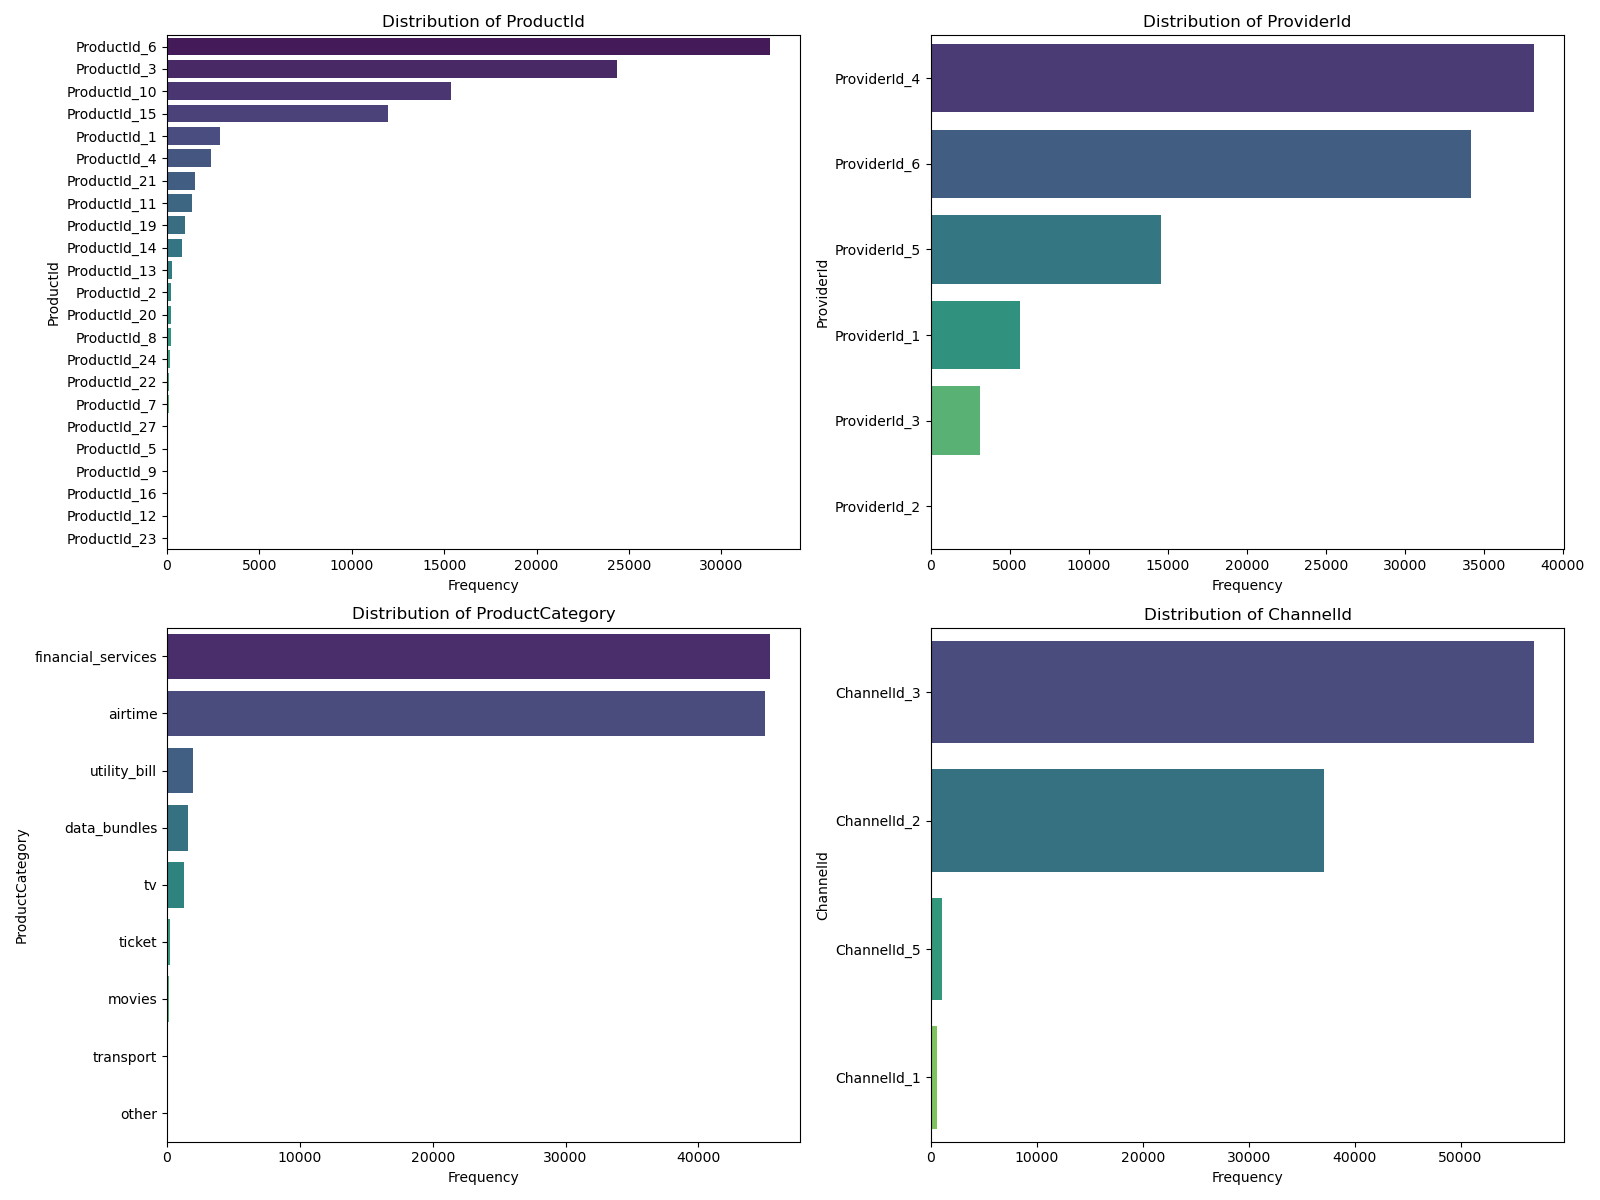 Distribution of ProductId
ProductId
ProductId_6
ProductId_3
ProductId_10
ProductId_15
ProductId_1
ProductId_4
ProductId_21
ProductId_11
ProductId_19
ProductId_14
ProductId_13
ProductId_2
ProductId_20
ProductId_8
ProductId_24
ProductId_22
ProductId_7
ProductId_27
ProductId_5
ProductId_9
ProductId_16
ProductId_12
ProductId_23
0 5000 10000 15000 20000 25000 30000
Frequency
Distribution of ProviderId
ProviderId
ProviderId_4
ProviderId_6
ProviderId_5
ProviderId_1
ProviderId_3
ProviderId_2
0 5000 10000 15000 20000 25000 30000 35000 40000
Frequency
Distribution of ProductCategory
ProductCategory
financial_services
airtime
utility_bill
data_bundles
tv
ticket
movies
transport
other
0 10000 20000 30000 40000
Frequency
Distribution of ChannelId
ChannelId
ChannelId_3
ChannelId_2
ChannelId_5
ChannelId_1
0 10000 20000 30000 40000 50000
Frequency